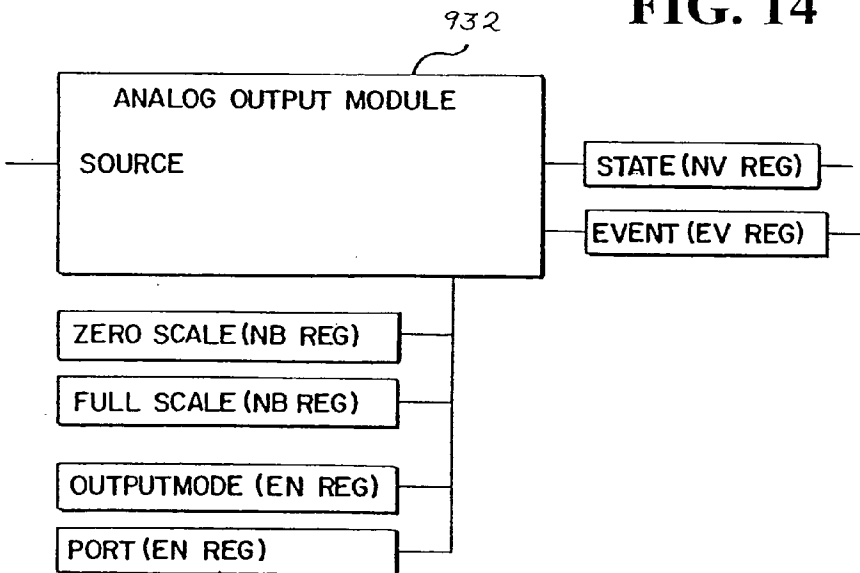 FIG. 14
932
ANALOG OUTPUT MODULE
SOURCE
STATE (NV REG)
EVENT (EV REG)
ZERO SCALE (NB REG)
FULL SCALE (NB REG)
OUTPUTMODE (EN REG)
PORT (EN REG)